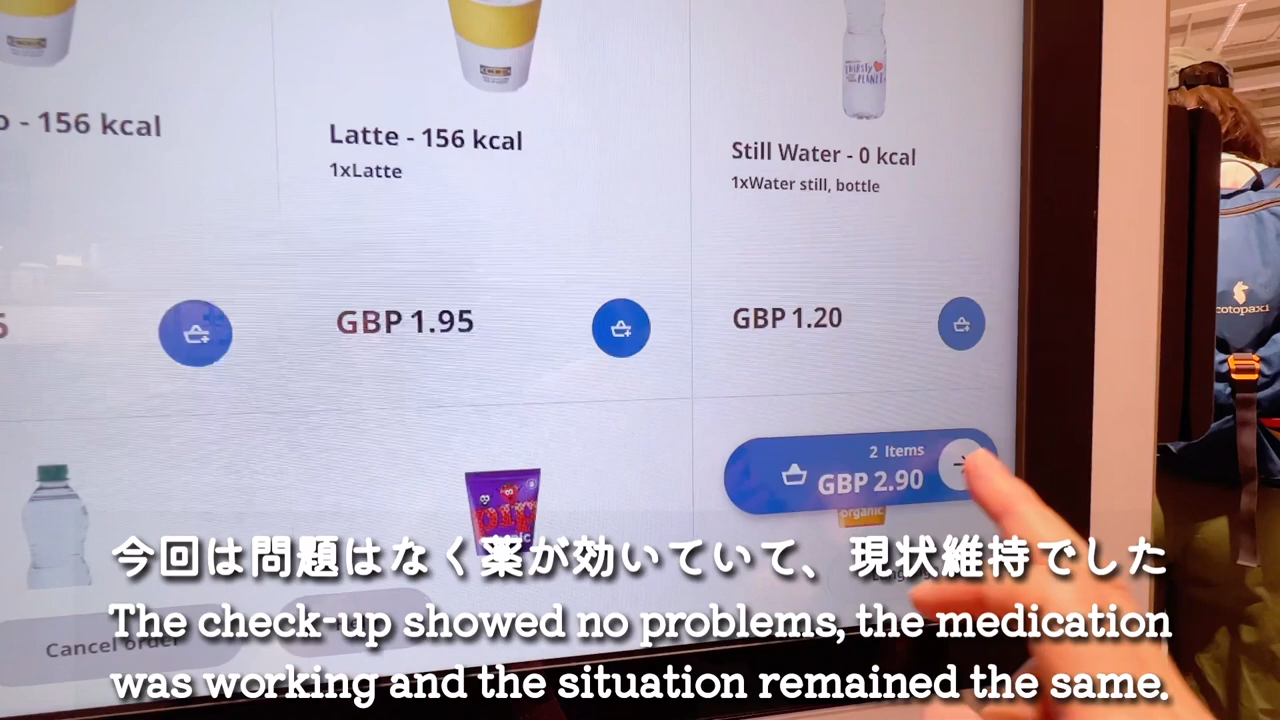 - 156 kcal
Latte - 156 kcal
1xLatte
THIRSTY
PLANET
Still Water - 0 kcal
1xWater still, bottle
GBP 1.95
GBP 1.20
cotopaxi
2 Items
GBP 2.90
organic
Cancel order
今回は問題はなく薬が効いていて、現状維持でした
The check-up showed no problems, the medication
was working and the situation remained the same.